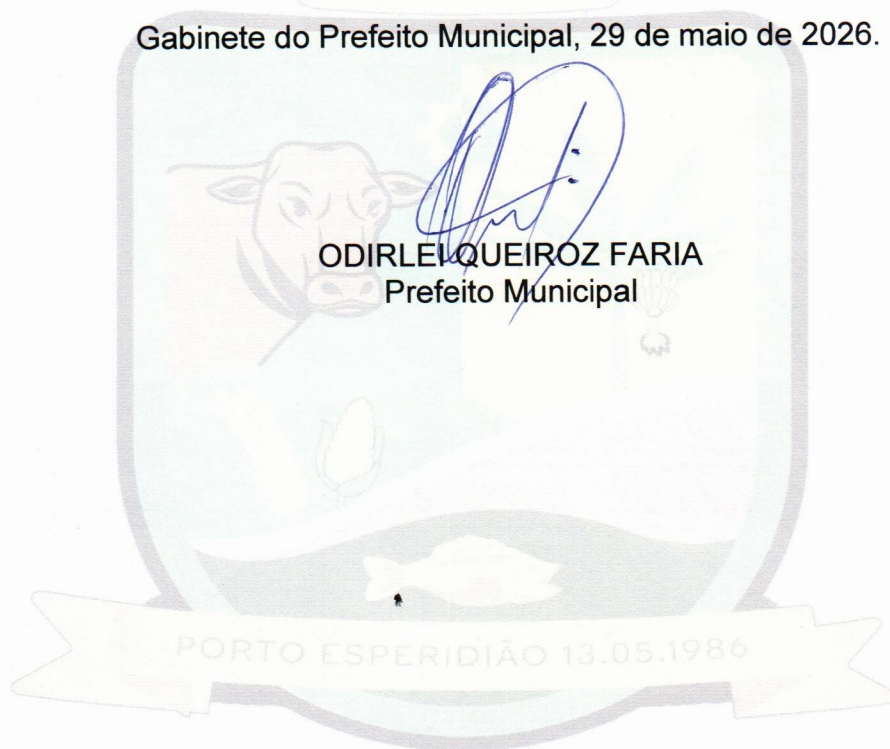 Gabinete do Prefeito Municipal, 29 de maio de 2026.
ODIRLEI QUEIROZ FARIA
Prefeito Municipal
PORTO ESPERIDIÃO 13.05.1986